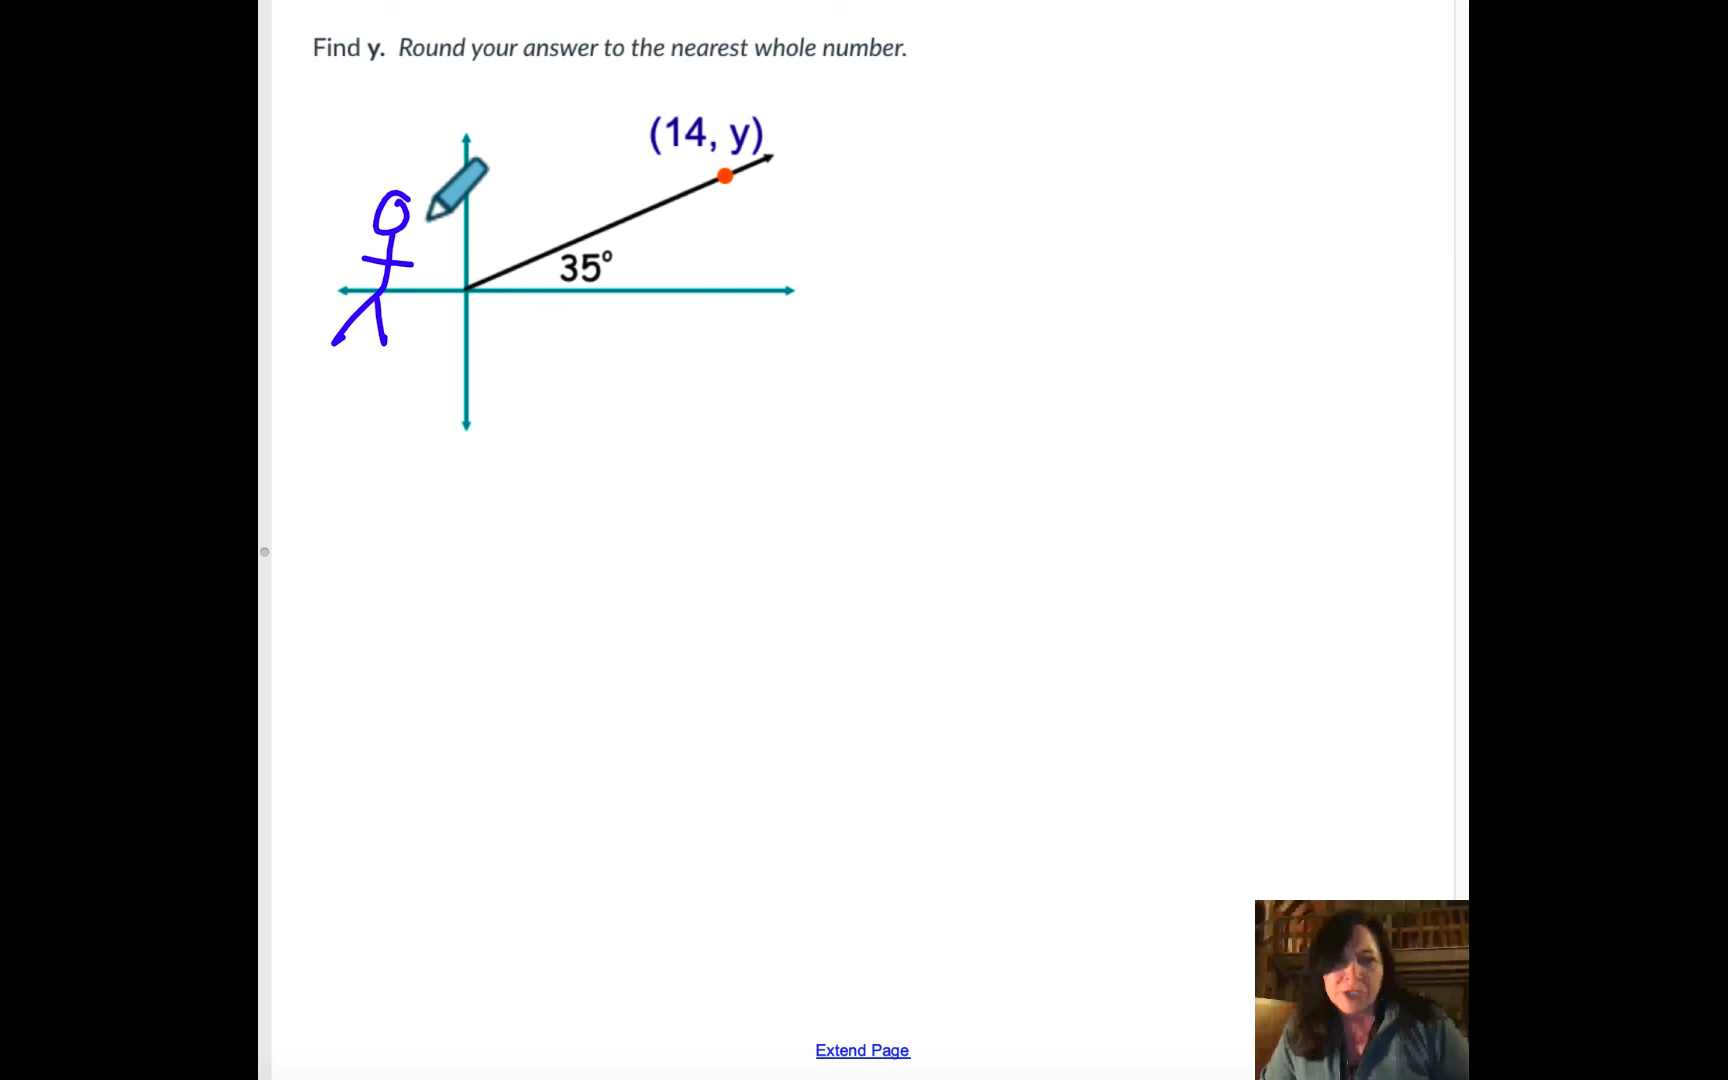 Find y. Round your answer to the nearest whole number.
(14, y)
35°
Extend Page